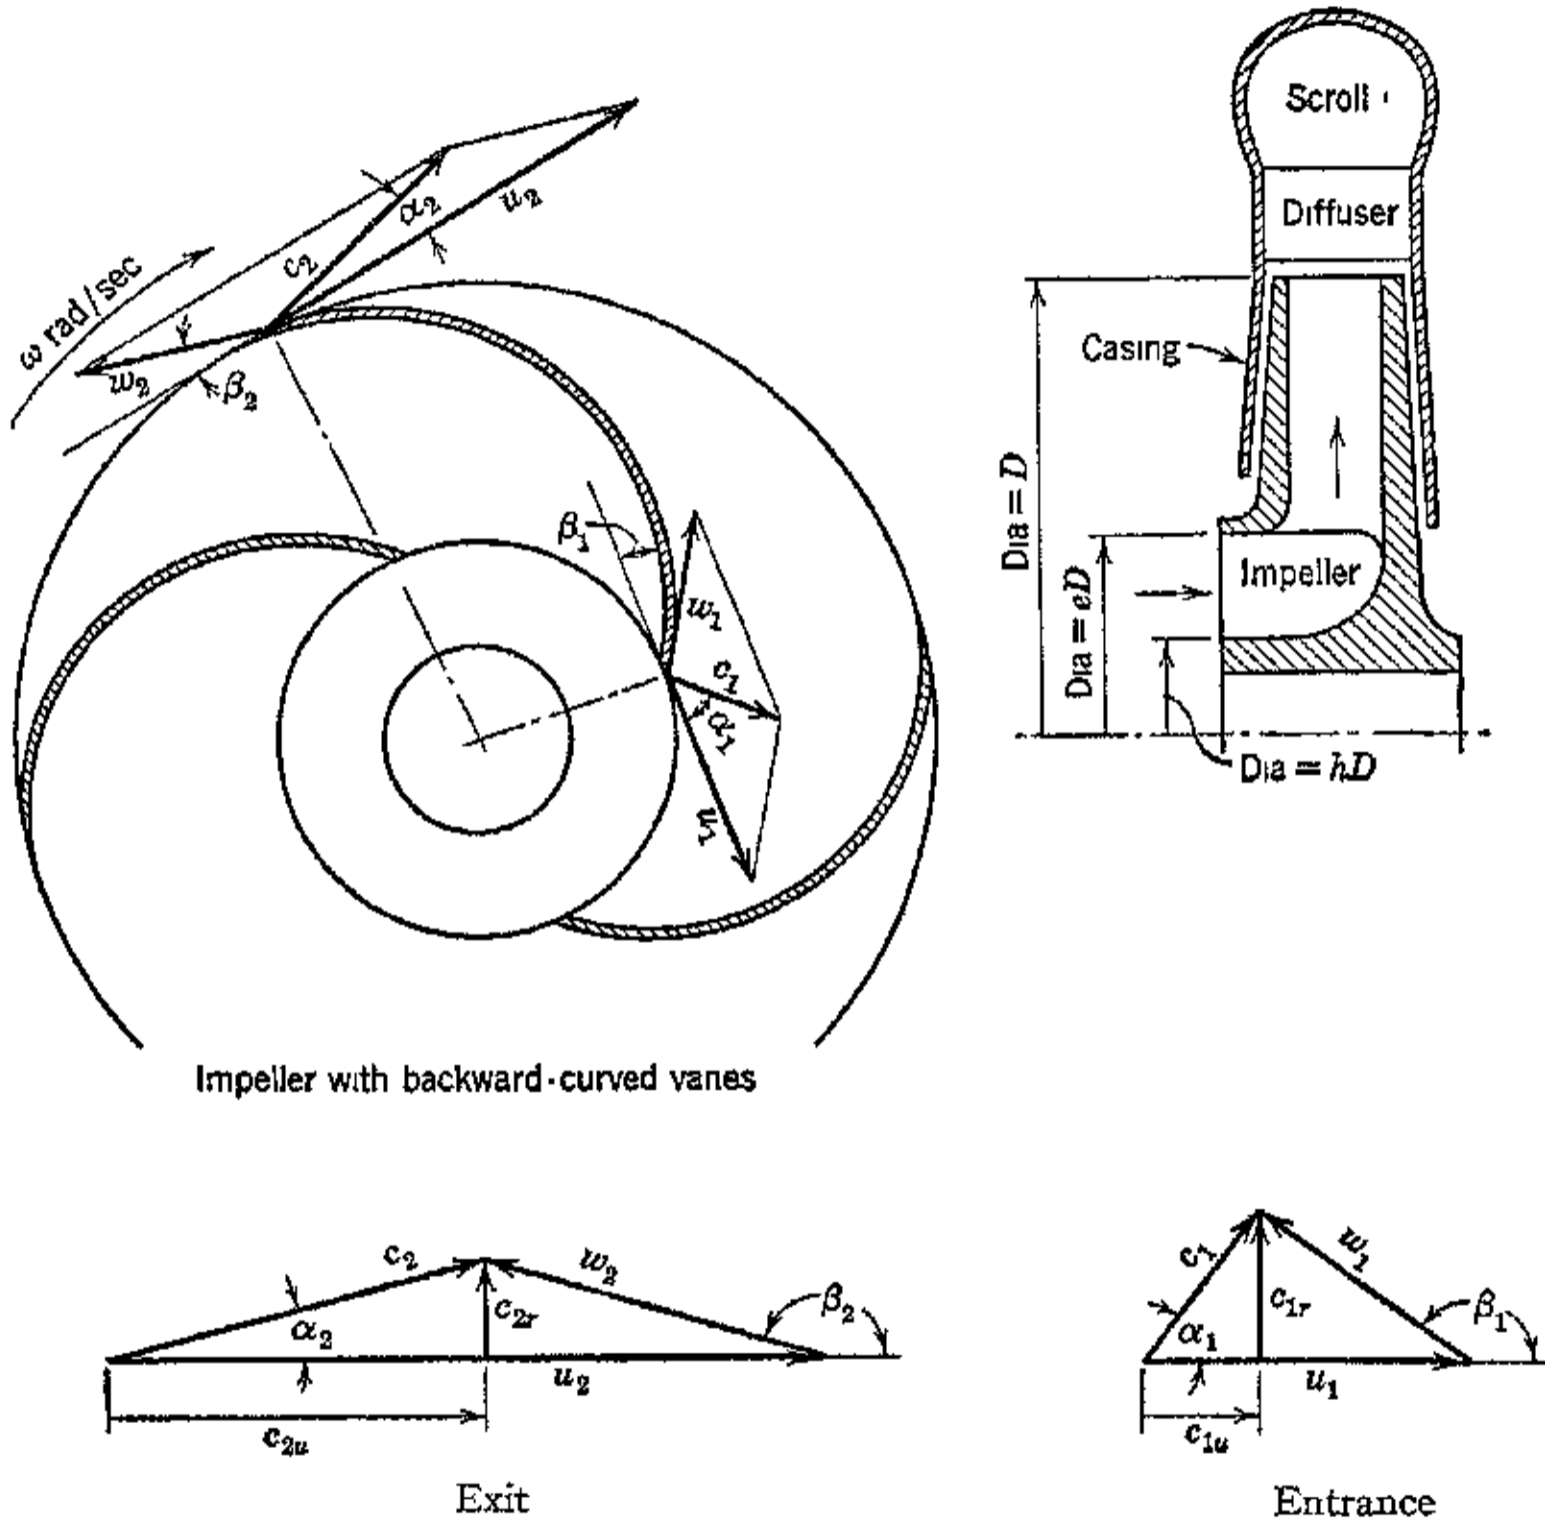 ω rad/sec
c₂
α₂
u₂
w₂
β₂
β₁
w₁
c₁
α₁
u₁
Impeller with backward-curved vanes
Scroll
Diffuser
Casing
Impeller
Dia = D
Dia = eD
Dia = hD
c₂
w₂
α₂
c₂ᵣ
β₂
u₂
c₂ᵤ
Exit
c₁
w₁
α₁
c₁ᵣ
β₁
u₁
c₁ᵤ
Entrance